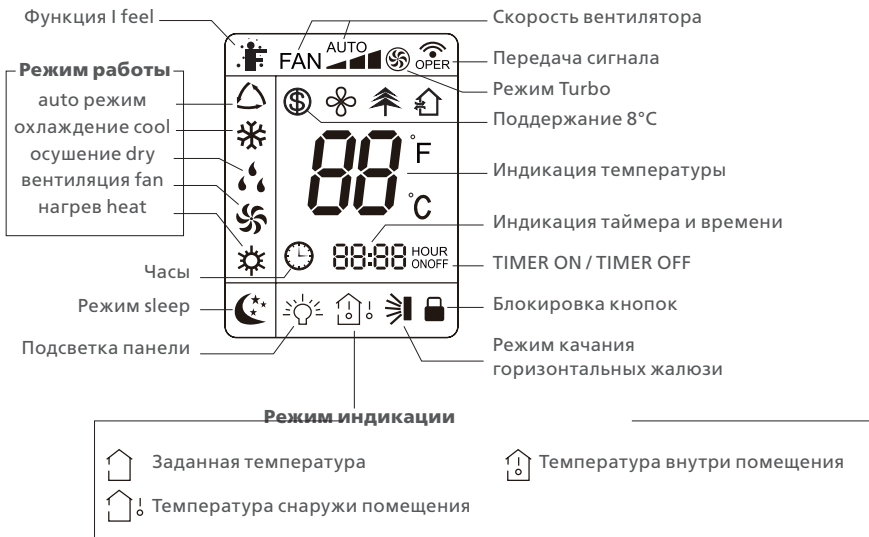 Функция I feel
Скорость вентилятора
FAN AUTO OPER
Передача сигнала
Режим работы
Режим Turbo
auto режим
Поддержание 8°C
охлаждение cool
осушение dry
°F
Индикация температуры
88
вентиляция fan
°C
нагрев heat
Индикация таймера и времени
88:88 HOUR
ONOFF
TIMER ON / TIMER OFF
Часы
Режим sleep
Блокировка кнопок
Подсветка панели
Режим качания
горизонтальных жалюзи
Режим индикации
Заданная температура
Температура внутри помещения
Температура снаружи помещения